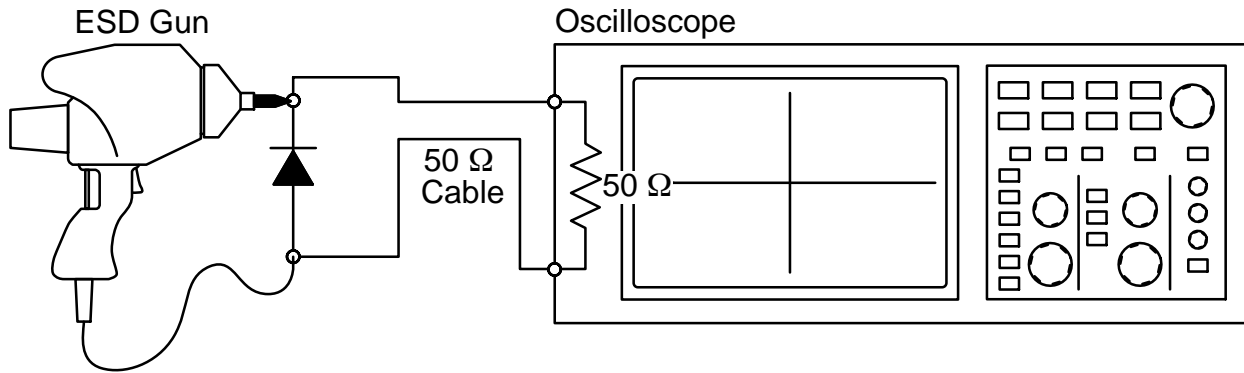 ESD Gun
Oscilloscope
50 Ω
Cable
50 Ω